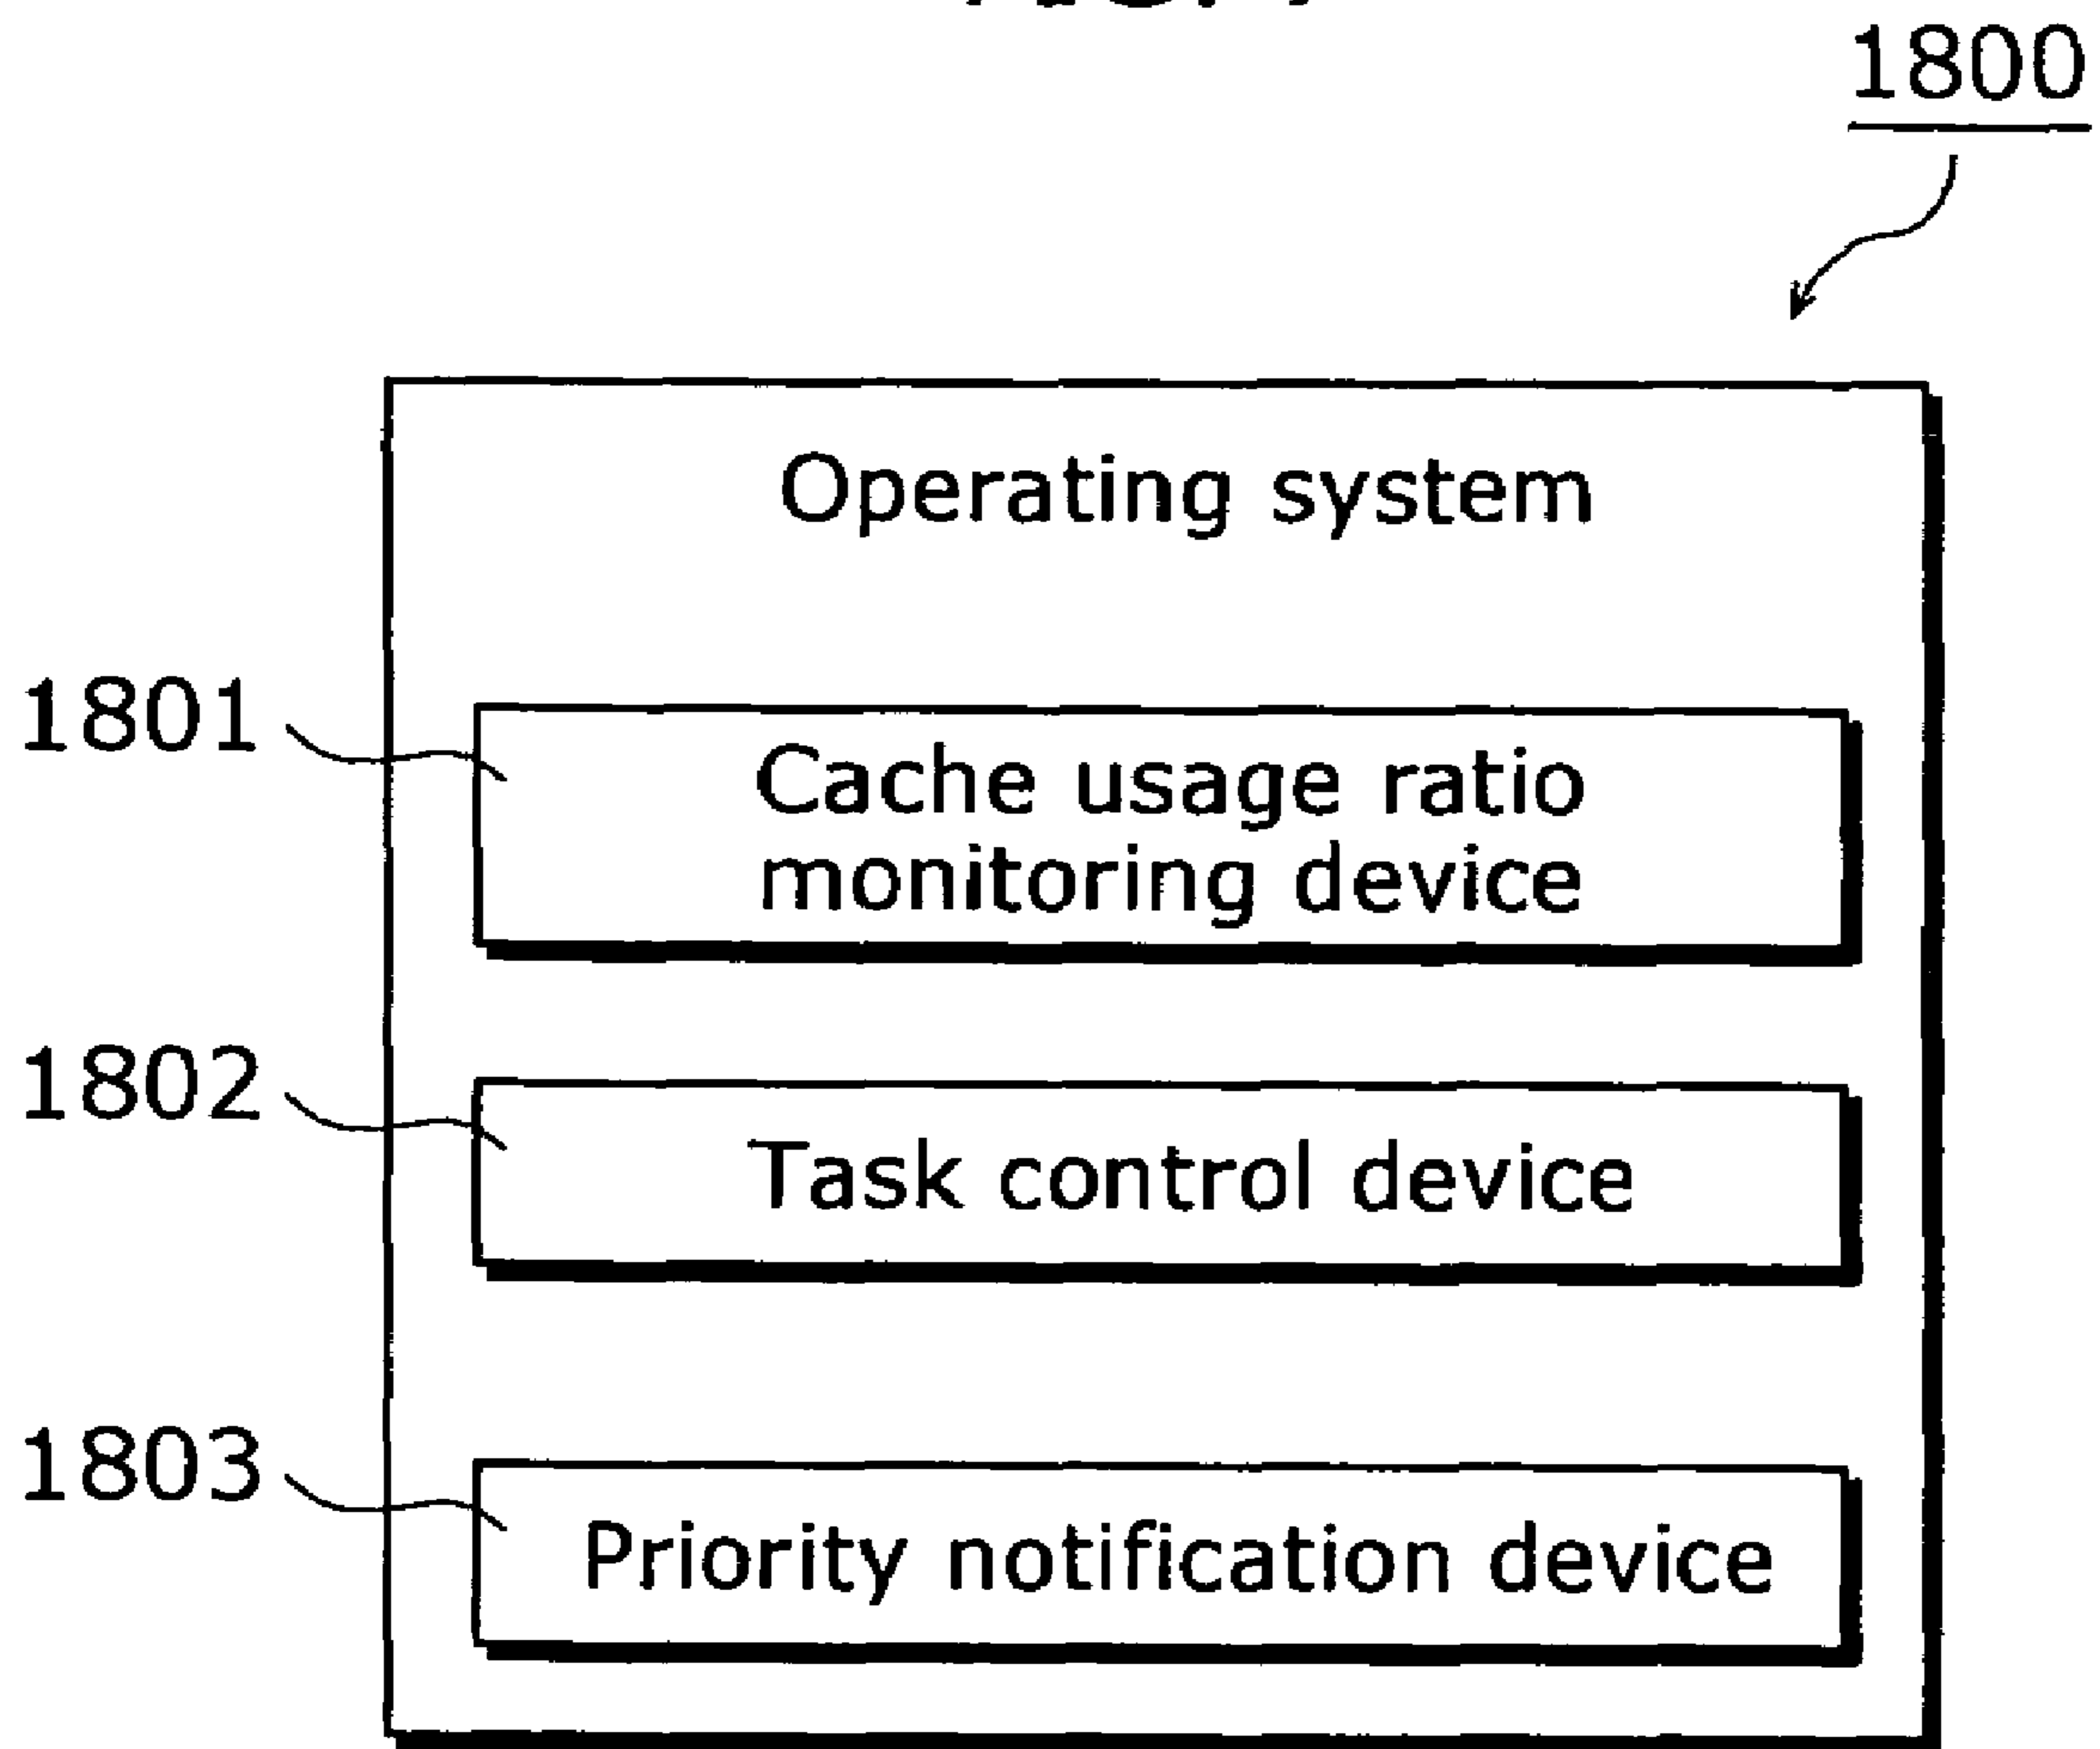 1800
Operating system
1801
Cache usage ratio
monitoring device
1802
Task control device
1803
Priority notification device